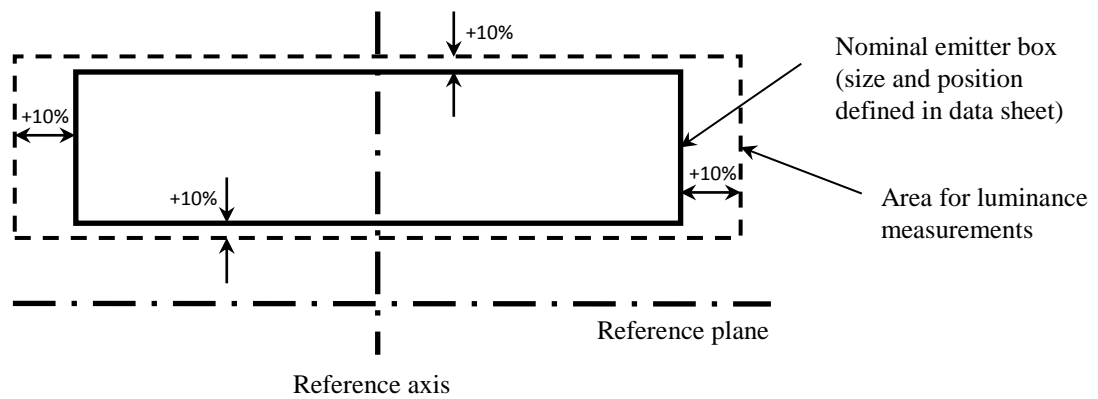 +10%
Nominal emitter box
(size and position
defined in data sheet)
+10%
+10%
+10%
Area for luminance
measurements
Reference plane
Reference axis